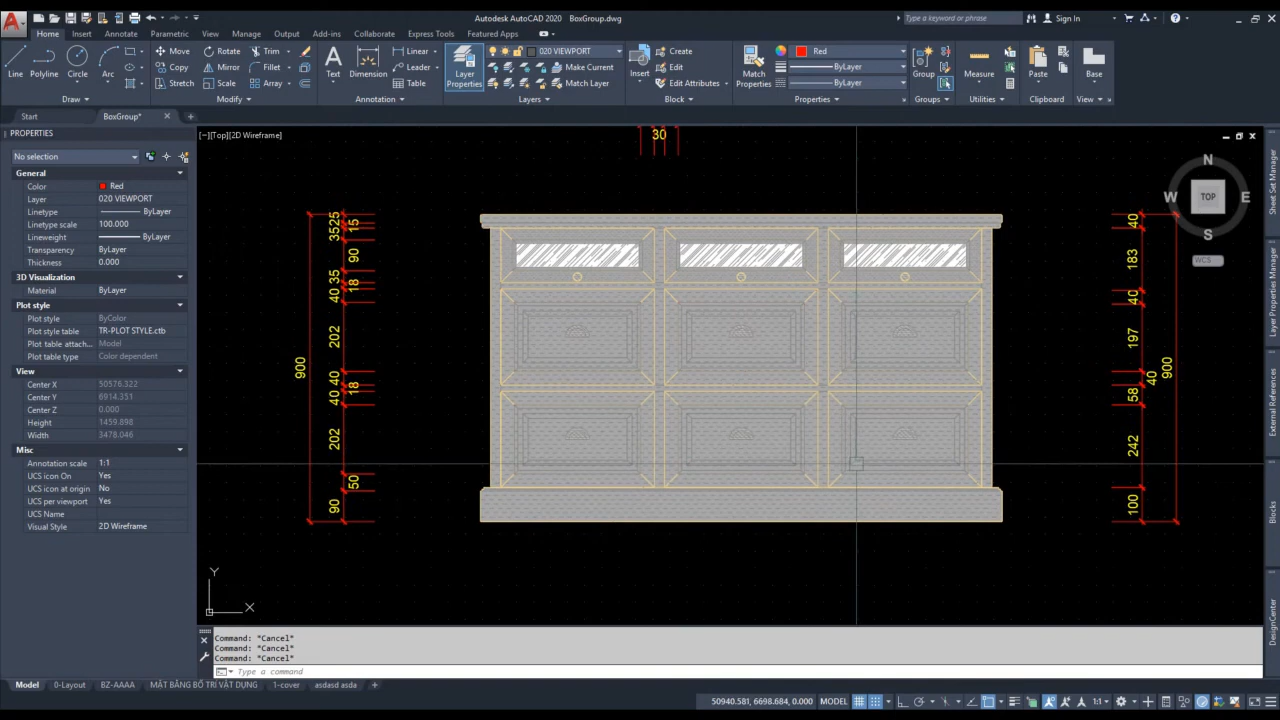 Autodesk AutoCAD 2020 BoxGroup.dwg
Type a keyword or phrase
Sign In
Home Insert Annotate Parametric View Manage Output Add-ins Collaborate Express Tools Featured Apps
Line Polyline Circle Arc
Move Rotate Trim
Copy Mirror Fillet
Stretch Scale Array
Text Dimension
Linear
Leader
Table
Layer Properties
020 VIEWPORT
Make Current
Match Layer
Insert
Create
Edit
Edit Attributes
Match Properties
Red
ByLayer
ByLayer
Group
Measure
Paste
Base
Draw Modify Annotation Layers Block Properties Groups Utilities Clipboard View
Start BoxGroup*
PROPERTIES
No selection
General
Color Red
Layer 020 VIEWPORT
Linetype ByLayer
Linetype scale 100.000
Lineweight ByLayer
Transparency ByLayer
Thickness 0.000
3D Visualization
Material ByLayer
Plot style
Plot style ByColor
Plot style table TR-PLOT STYLE.ctb
Plot table attach... Model
Plot table type Color dependent
View
Center X 50576.322
Center Y 6914.351
Center Z 0.000
Height 1459.898
Width 3478.046
Misc
Annotation scale 1:1
UCS icon On Yes
UCS icon at origin No
UCS per viewport Yes
UCS Name
Visual Style 2D Wireframe
[−][Top][2D Wireframe]
30
900
35 25
15
90
35
18
40
202
40
18
40
202
50
90
40
183
40
197
40
58
242
100
900
N
W TOP E
S
WCS
Y
X
Sheet Set Manager
Layer Properties Manager
External References
Blocks
DesignCenter
Command: *Cancel*
Command: *Cancel*
Command: *Cancel*
Type a command
Model 0-Layout BZ-AAAA MẶT BẰNG BỐ TRÍ VẬT DỤNG 1-cover asdasd asda
50940.581, 6698.684, 0.000 MODEL
1:1